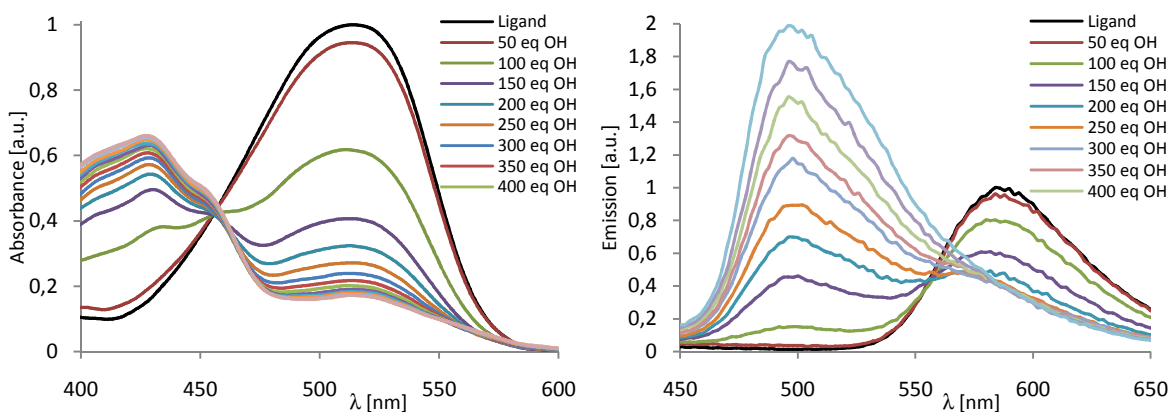 1
0,8
0,6
0,4
0,2
0
Absorbance [a.u.]
400
450
500
550
600
λ [nm]
Ligand
50 eq OH
100 eq OH
150 eq OH
200 eq OH
250 eq OH
300 eq OH
350 eq OH
400 eq OH
2
1,8
1,6
1,4
1,2
1
0,8
0,6
0,4
0,2
0
Emission [a.u.]
450
500
550
600
650
λ [nm]
Ligand
50 eq OH
100 eq OH
150 eq OH
200 eq OH
250 eq OH
300 eq OH
350 eq OH
400 eq OH